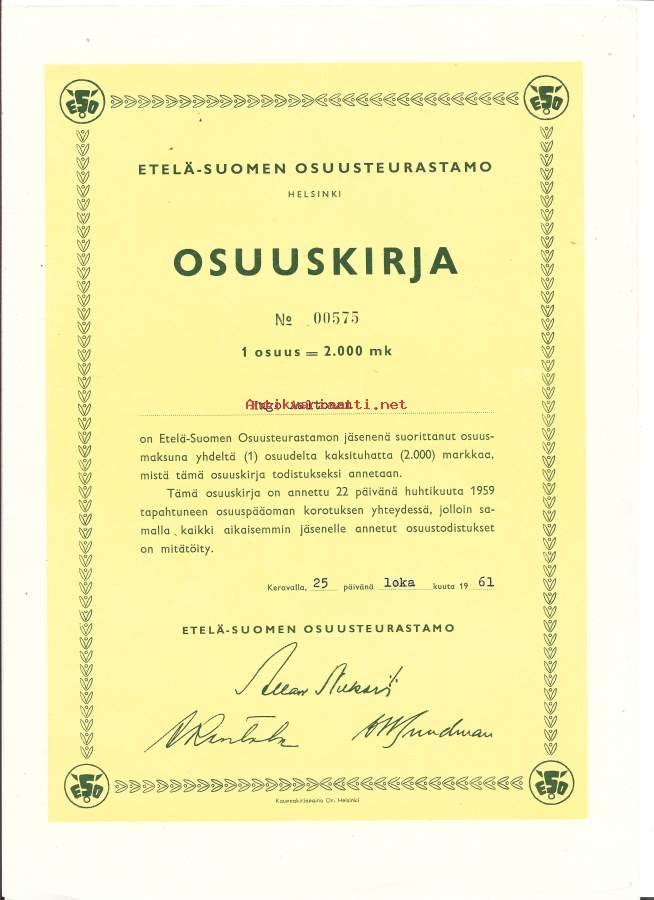 ESO ESO
ETELÄ-SUOMEN OSUUSTEURASTAMO
HELSINKI
OSUUSKIRJA
№ 00575
1 osuus = 2.000 mk
Antikvariaatti.net
on Etelä-Suomen Osuusteurastamon jäsenenä suorittanut osuus-
maksuna yhdeltä (1) osuudelta kaksituhatta (2.000) markkaa,
mistä tämä osuuskirja todistukseksi annetaan.
Tämä osuuskirja on annettu 22 päivänä huhtikuuta 1959
tapahtuneen osuuspääoman korotuksen yhteydessä, jolloin sa-
malla kaikki aikaisemmin jäsenelle annetut osuustodistukset
on mitätöity.
Keravalla, 25 päivänä loka kuuta 19 61
ETELÄ-SUOMEN OSUUSTEURASTAMO
ESO ESO
Kauppakirjapaino Oy. Helsinki